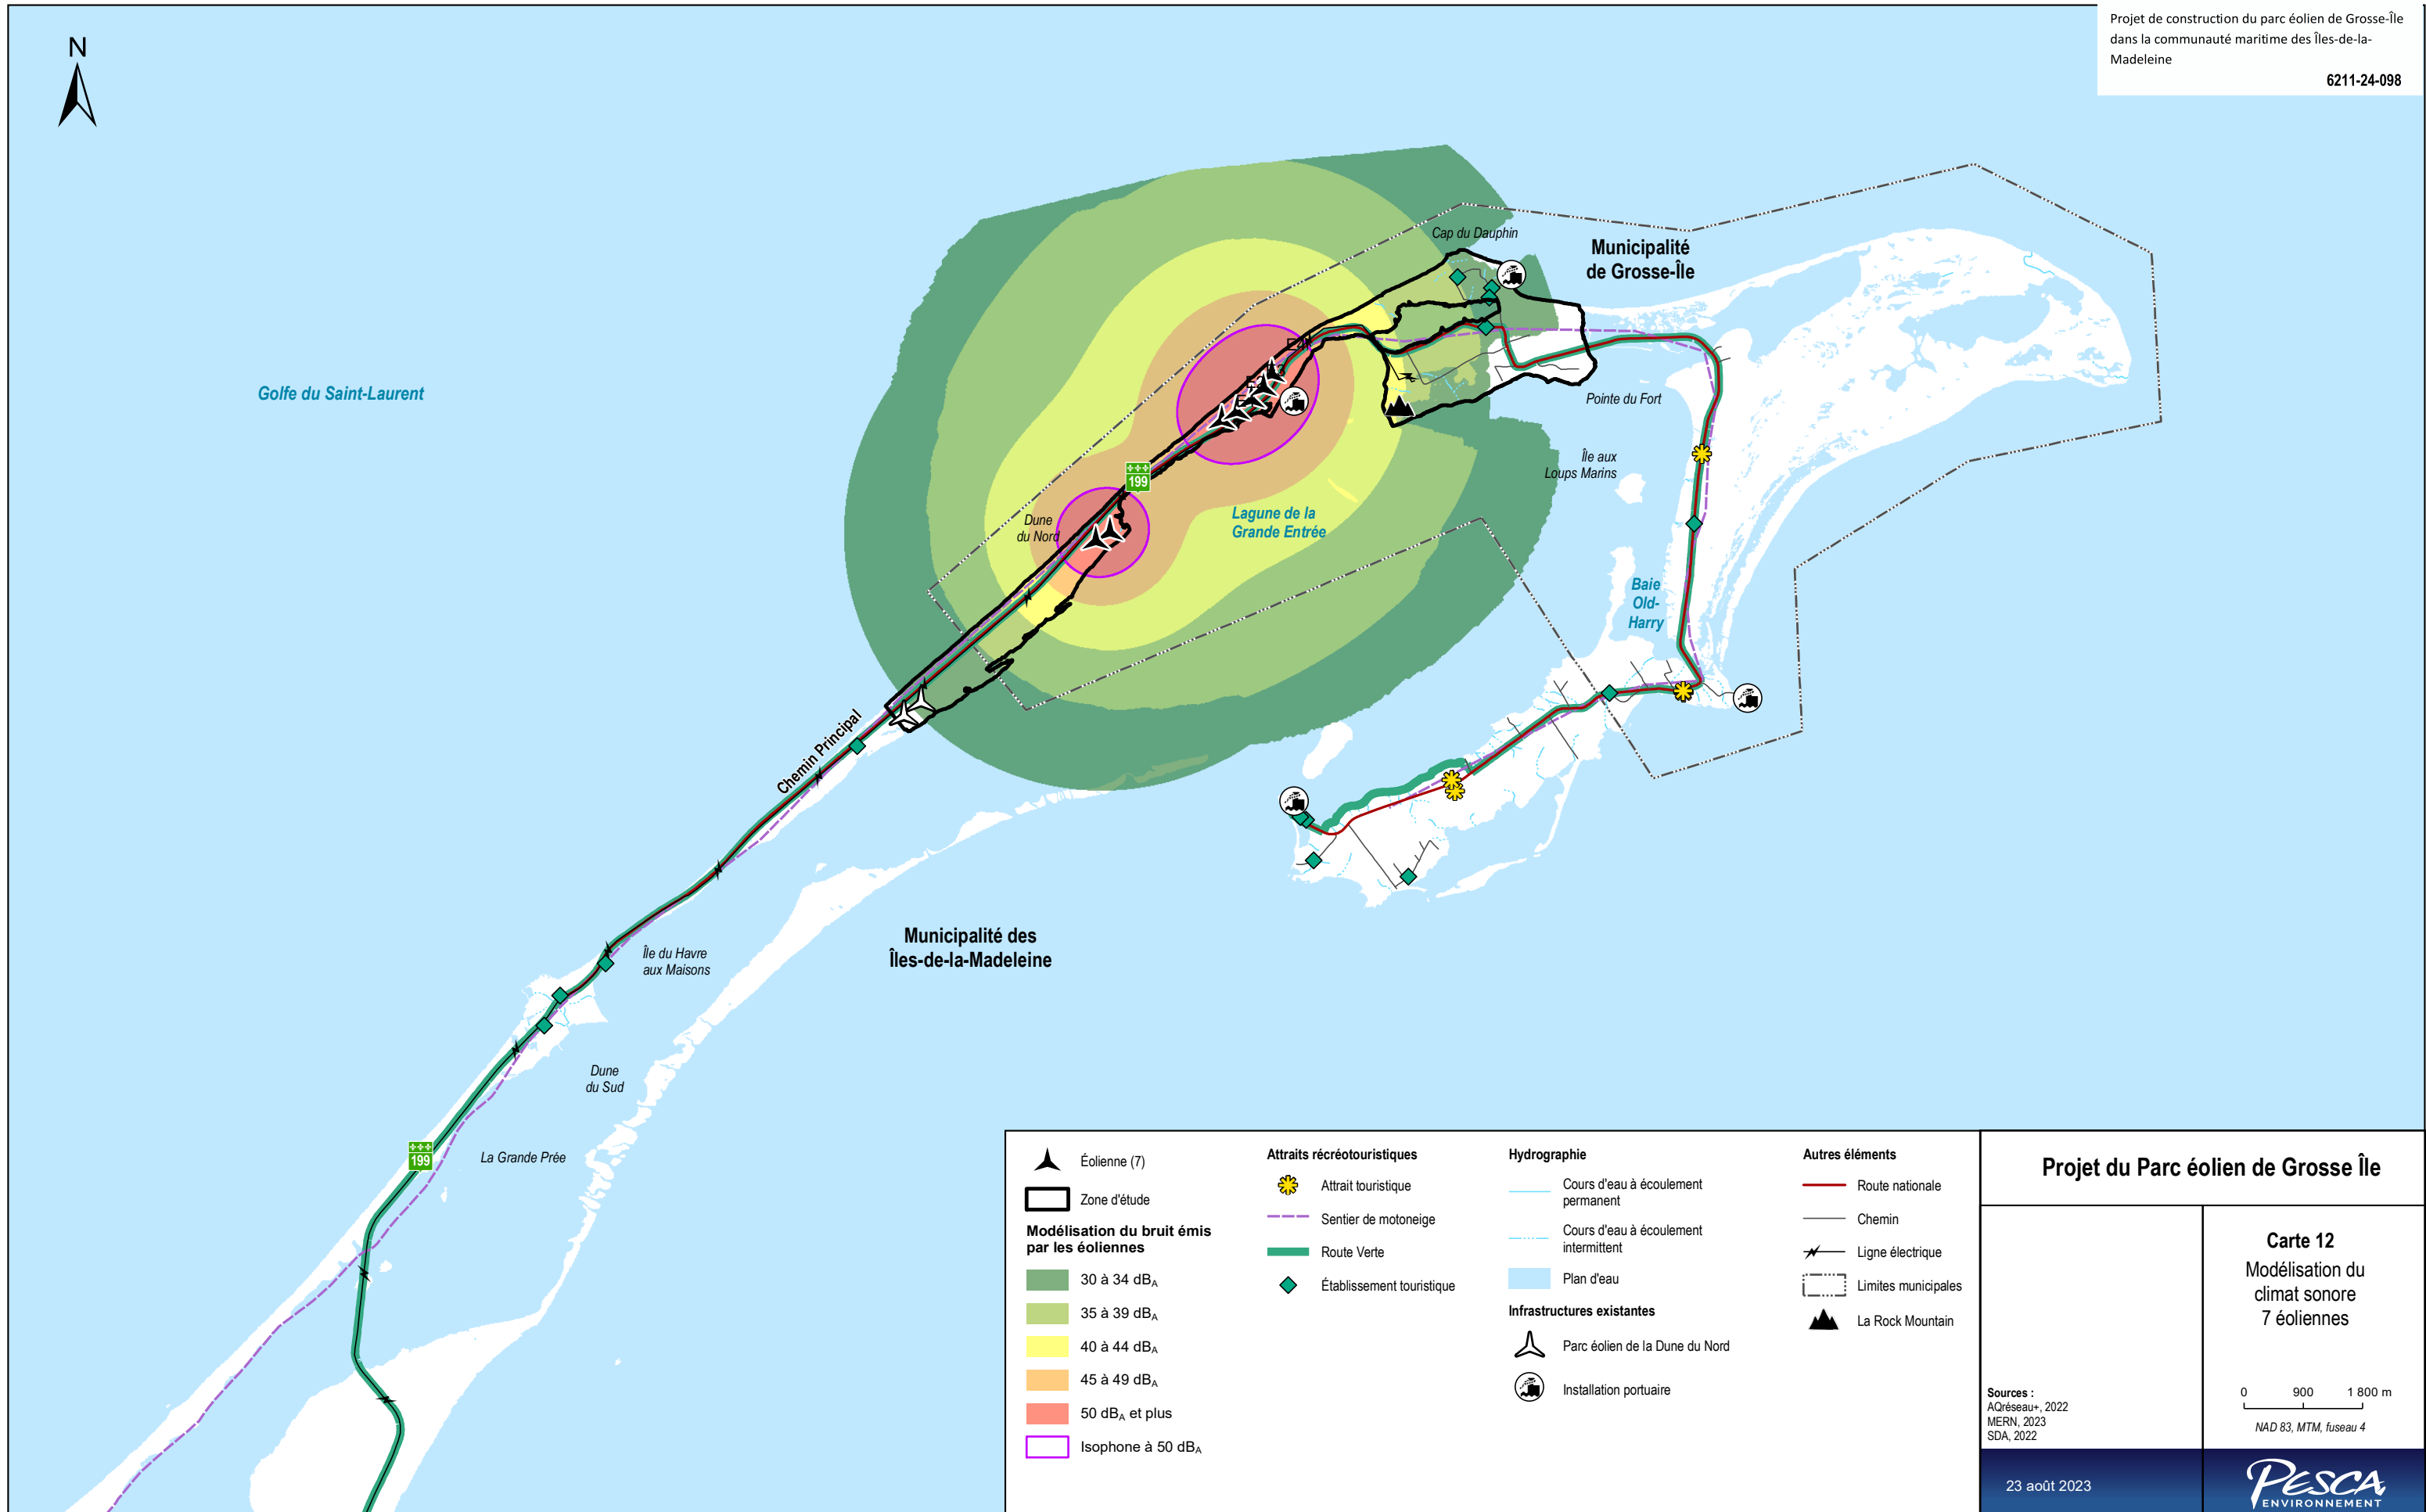 Projet de construction du parc éolien de Grosse-Île
dans la communauté maritime des Îles-de-la-
Madeleine
6211-24-098
N
Cap du Dauphin
Municipalité
de Grosse-Île
Golfe du Saint-Laurent
Pointe du Fort
Île aux
Loups Marins
199
Dune
du Nord
Lagune de la
Grande Entrée
Baie
Old-
Harry
Chemin Principal
Municipalité des
Îles-de-la-Madeleine
Île du Havre
aux Maisons
Dune
du Sud
La Grande Prée
199
Éolienne (7)
Zone d'étude
Modélisation du bruit émis
par les éoliennes
30 à 34 dBA
35 à 39 dBA
40 à 44 dBA
45 à 49 dBA
50 dBA et plus
Isophone à 50 dBA
Attraits récréotouristiques
Attrait touristique
Sentier de motoneige
Route Verte
Établissement touristique
Hydrographie
Cours d'eau à écoulement
permanent
Cours d'eau à écoulement
intermittent
Plan d'eau
Infrastructures existantes
Parc éolien de la Dune du Nord
Installation portuaire
Autres éléments
Route nationale
Chemin
Ligne électrique
Limites municipales
La Rock Mountain
Projet du Parc éolien de Grosse Île
Carte 12
Modélisation du
climat sonore
7 éoliennes
Sources :
AQréseau+, 2022
MERN, 2023
SDA, 2022
0 900 1 800 m
NAD 83, MTM, fuseau 4
23 août 2023
PESCA
ENVIRONNEMENT